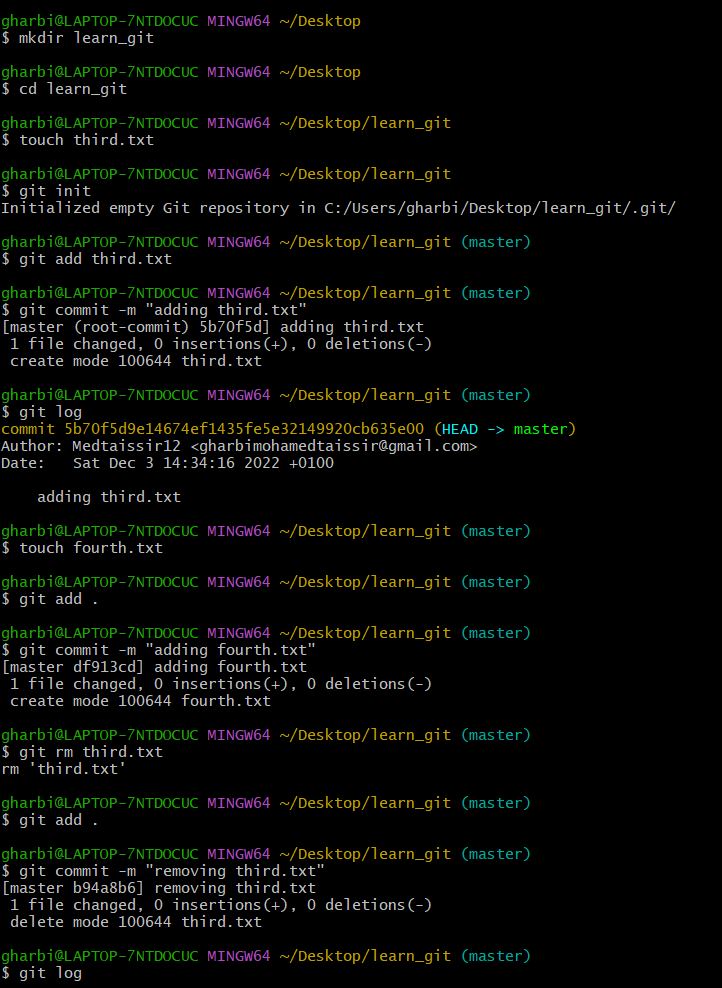 gharbi@LAPTOP-7NTDOCUC MINGW64 ~/Desktop
$ mkdir learn_git
gharbi@LAPTOP-7NTDOCUC MINGW64 ~/Desktop
$ cd learn_git
gharbi@LAPTOP-7NTDOCUC MINGW64 ~/Desktop/learn_git
$ touch third.txt
gharbi@LAPTOP-7NTDOCUC MINGW64 ~/Desktop/learn_git
$ git init
Initialized empty Git repository in C:/Users/gharbi/Desktop/learn_git/.git/
gharbi@LAPTOP-7NTDOCUC MINGW64 ~/Desktop/learn_git (master)
$ git add third.txt
gharbi@LAPTOP-7NTDOCUC MINGW64 ~/Desktop/learn_git (master)
$ git commit -m "adding third.txt"
[master (root-commit) 5b70f5d] adding third.txt
 1 file changed, 0 insertions(+), 0 deletions(-)
 create mode 100644 third.txt
gharbi@LAPTOP-7NTDOCUC MINGW64 ~/Desktop/learn_git (master)
$ git log
commit 5b70f5d9e14674ef1435fe5e32149920cb635e00 (HEAD -> master)
Author: Medtaissir12 <gharbimohamedtaissir@gmail.com>
Date:   Sat Dec 3 14:34:16 2022 +0100
    adding third.txt
gharbi@LAPTOP-7NTDOCUC MINGW64 ~/Desktop/learn_git (master)
$ touch fourth.txt
gharbi@LAPTOP-7NTDOCUC MINGW64 ~/Desktop/learn_git (master)
$ git add .
gharbi@LAPTOP-7NTDOCUC MINGW64 ~/Desktop/learn_git (master)
$ git commit -m "adding fourth.txt"
[master df913cd] adding fourth.txt
 1 file changed, 0 insertions(+), 0 deletions(-)
 create mode 100644 fourth.txt
gharbi@LAPTOP-7NTDOCUC MINGW64 ~/Desktop/learn_git (master)
$ git rm third.txt
rm 'third.txt'
gharbi@LAPTOP-7NTDOCUC MINGW64 ~/Desktop/learn_git (master)
$ git add .
gharbi@LAPTOP-7NTDOCUC MINGW64 ~/Desktop/learn_git (master)
$ git commit -m "removing third.txt"
[master b94a8b6] removing third.txt
 1 file changed, 0 insertions(+), 0 deletions(-)
 delete mode 100644 third.txt
gharbi@LAPTOP-7NTDOCUC MINGW64 ~/Desktop/learn_git (master)
$ git log